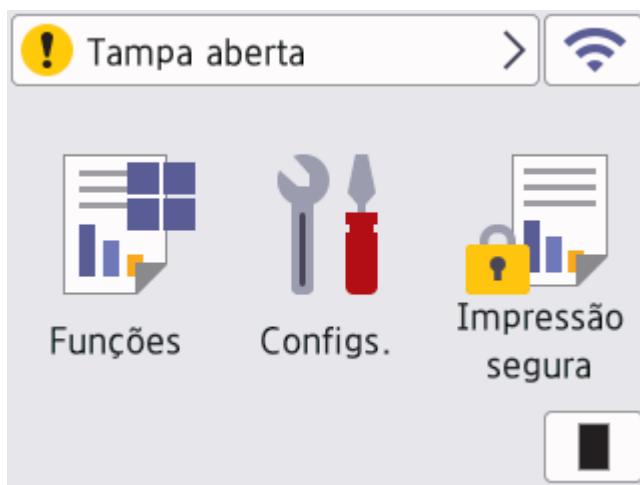 Tampa aberta
Funções
Configs.
Impressão
segura